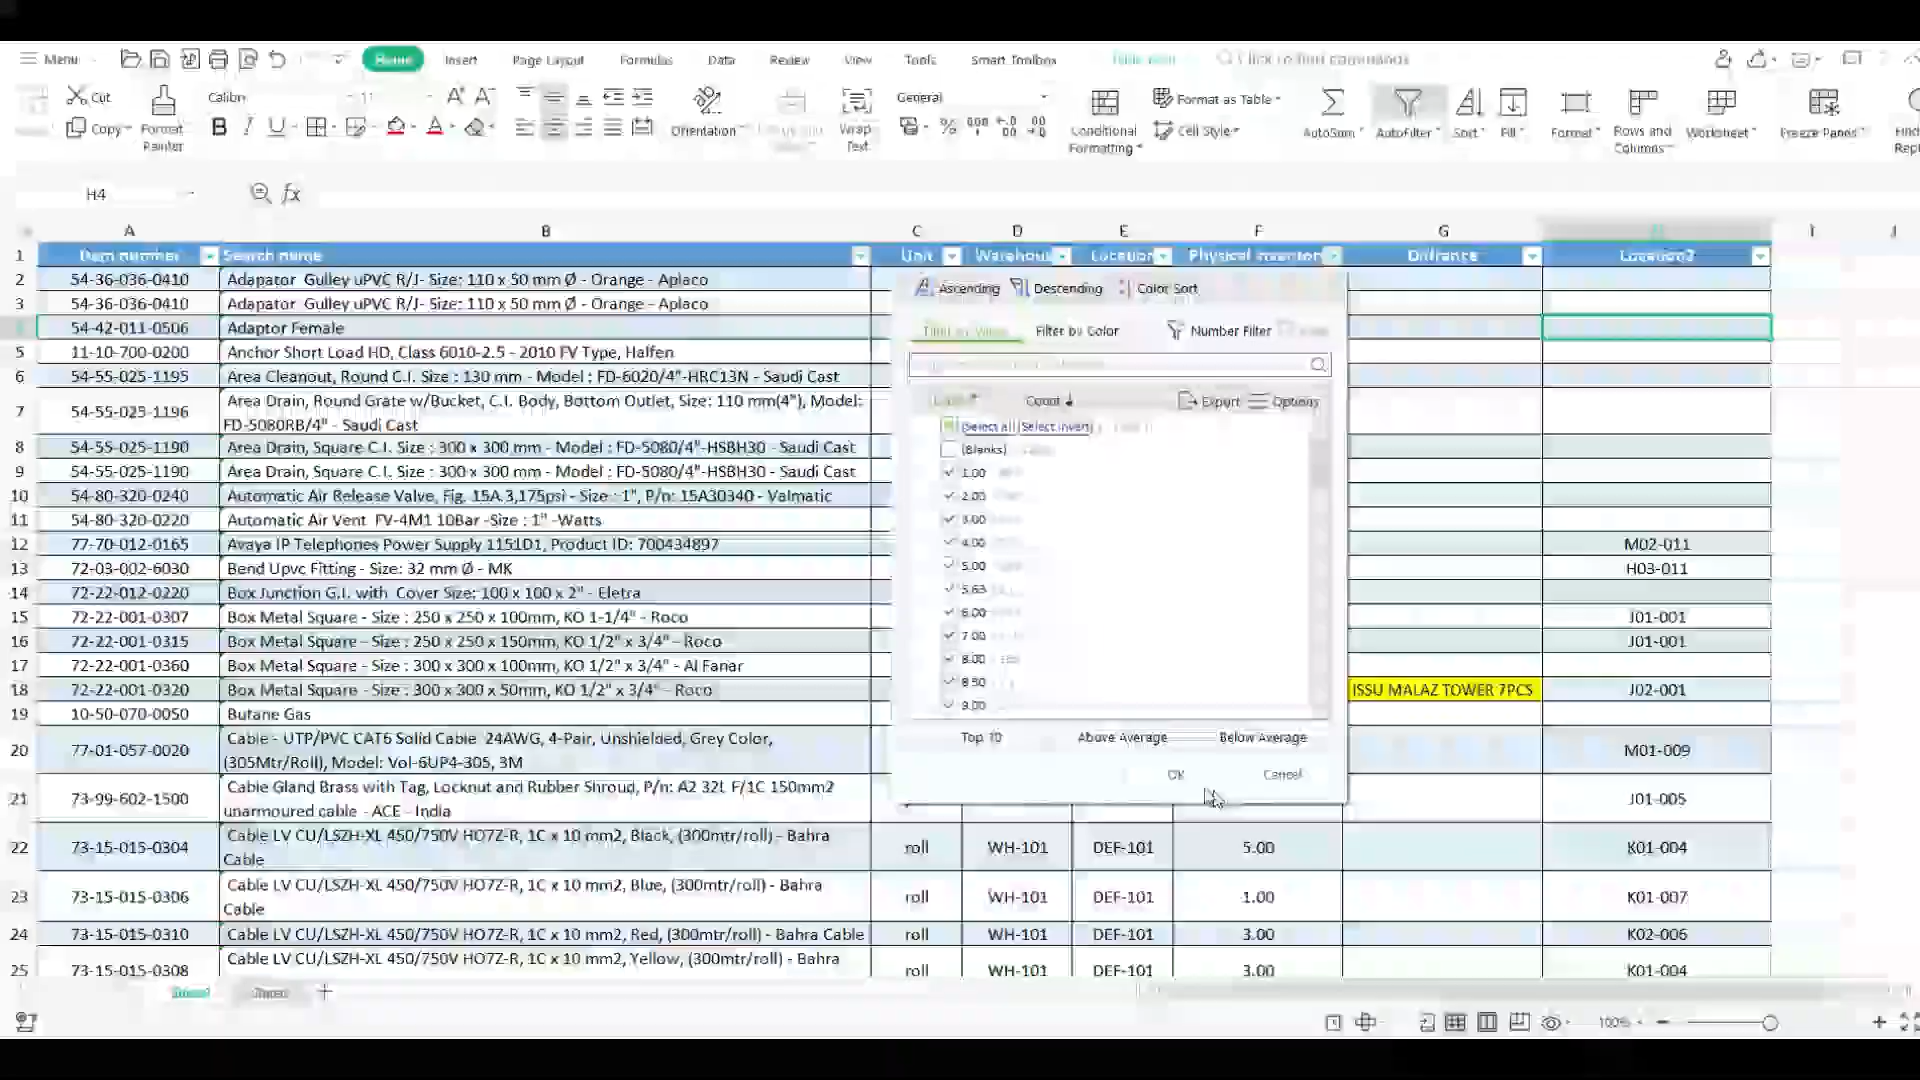 Menu Home Insert Page Layout Formulas Data Review View Tools Smart Toolbox Click to find commands
Cut
Copy
Format Painter
Calibri 11
B I U A A
Orientation
Wrap Text
General
Conditional Formatting
Format as Table
Cell Style
AutoSum AutoFilter Sort Fill Format Rows and Columns Worksheet Freeze Panes
H4 fx
A B C D E F G H I J
1 Item number Search name Unit Warehous Location Physical inventory Difirance Location2
2 54-36-036-0410 Adapator Gulley uPVC R/J- Size: 110 x 50 mm Ø - Orange - Aplaco
3 54-36-036-0410 Adapator Gulley uPVC R/J- Size: 110 x 50 mm Ø - Orange - Aplaco
54-42-011-0506 Adaptor Female
5 11-10-700-0200 Anchor Short Load HD, Class 6010-2.5 - 2010 FV Type, Halfen
6 54-55-025-1195 Area Cleanout, Round C.I. Size : 130 mm - Model : FD-6020/4"-HRC13N - Saudi Cast
7 54-55-025-1196 Area Drain, Round Grate w/Bucket, C.I. Body, Bottom Outlet, Size: 110 mm(4"), Model:
FD-5080RB/4" - Saudi Cast
8 54-55-025-1190 Area Drain, Square C.I. Size : 300 x 300 mm - Model : FD-5080/4"-HSBH30 - Saudi Cast
9 54-55-025-1190 Area Drain, Square C.I. Size : 300 x 300 mm - Model : FD-5080/4"-HSBH30 - Saudi Cast
10 54-80-320-0240 Automatic Air Release Valve, Fig. 15A.3,175psi - Size : 1", P/n: 15A30340 - Valmatic
11 54-80-320-0220 Automatic Air Vent FV-4M1 10Bar -Size : 1" -Watts
12 77-70-012-0165 Avaya IP Telephones Power Supply 1151D1, Product ID: 700434897 M02-011
13 72-03-002-6030 Bend Upvc Fitting - Size: 32 mm Ø - MK H03-011
14 72-22-012-0220 Box Junction G.I. with Cover Size: 100 x 100 x 2" - Eletra
15 72-22-001-0307 Box Metal Square - Size : 250 x 250 x 100mm, KO 1-1/4" - Roco J01-001
16 72-22-001-0315 Box Metal Square - Size : 250 x 250 x 150mm, KO 1/2" x 3/4" - Roco J01-001
17 72-22-001-0360 Box Metal Square - Size : 300 x 300 x 100mm, KO 1/2" x 3/4" - Al Fanar
18 72-22-001-0320 Box Metal Square - Size : 300 x 300 x 50mm, KO 1/2" x 3/4" - Roco ISSU MALAZ TOWER 7PCS J02-001
19 10-50-070-0050 Butane Gas
20 77-01-057-0020 Cable - UTP/PVC CAT6 Solid Cable 24AWG, 4-Pair, Unshielded, Grey Color,
(305Mtr/Roll), Model: Vol-6UP4-305, 3M M01-009
21 73-99-602-1500 Cable Gland Brass with Tag, Locknut and Rubber Shroud, P/n: A2 32L F/1C 150mm2
unarmoured cable - ACE - India J01-005
22 73-15-015-0304 Cable LV CU/LSZH-XL 450/750V HO7Z-R, 1C x 10 mm2, Black, (300mtr/roll) - Bahra
Cable roll WH-101 DEF-101 5.00 K01-004
23 73-15-015-0306 Cable LV CU/LSZH-XL 450/750V HO7Z-R, 1C x 10 mm2, Blue, (300mtr/roll) - Bahra
Cable roll WH-101 DEF-101 1.00 K01-007
24 73-15-015-0310 Cable LV CU/LSZH-XL 450/750V HO7Z-R, 1C x 10 mm2, Red, (300mtr/roll) - Bahra Cable roll WH-101 DEF-101 3.00 K02-006
25 73-15-015-0308 Cable LV CU/LSZH-XL 450/750V HO7Z-R, 1C x 10 mm2, Yellow, (300mtr/roll) - Bahra roll WH-101 DEF-101 3.00 K01-004
Ascending Descending Color Sort
Filter by Color Number Filter
Count Export Options
(Select all) (Select Invert)
(Blanks)
1.00
2.00
3.00
4.00
5.00
5.63
6.00
7.00
8.00
8.50
9.00
Top 10 Above Average Below Average
OK Cancel
100%